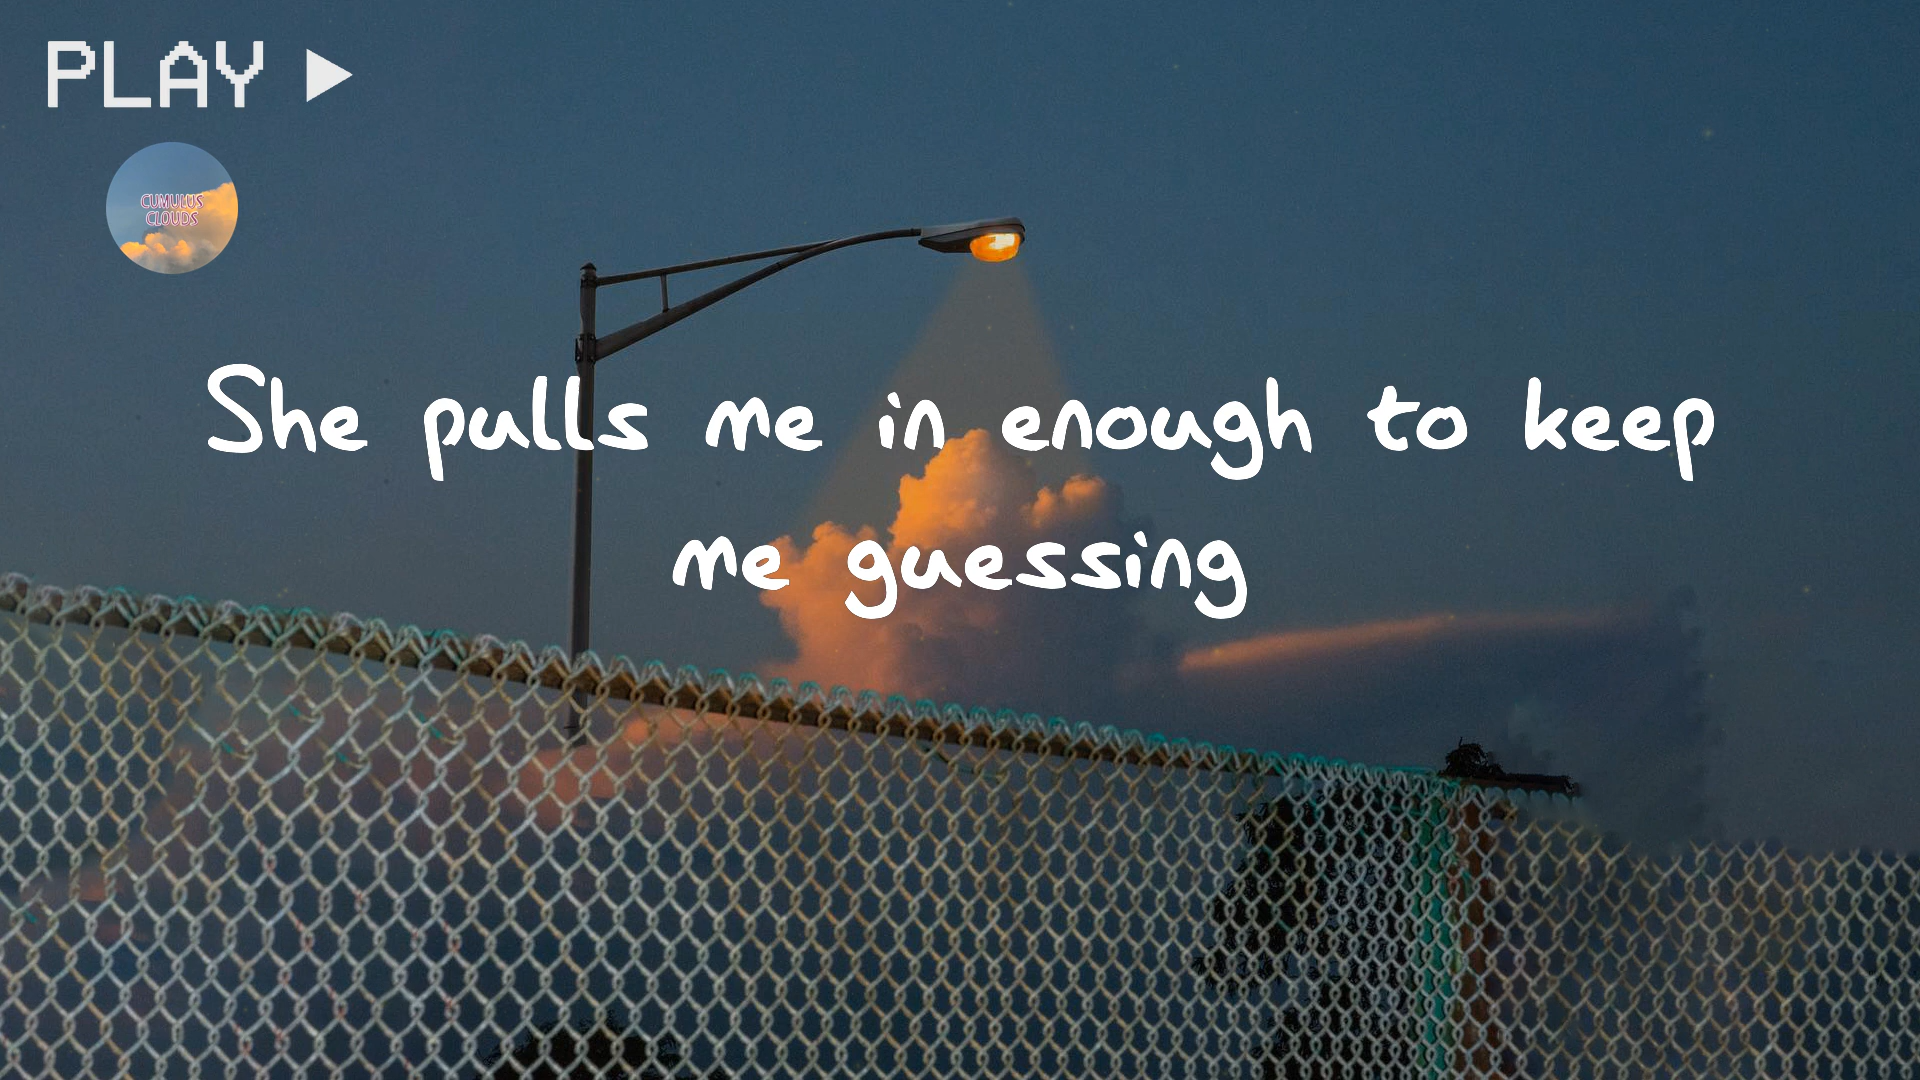 PLAY
CUMULUS
CLOUDS
She pulls me in enough to keep
me guessing